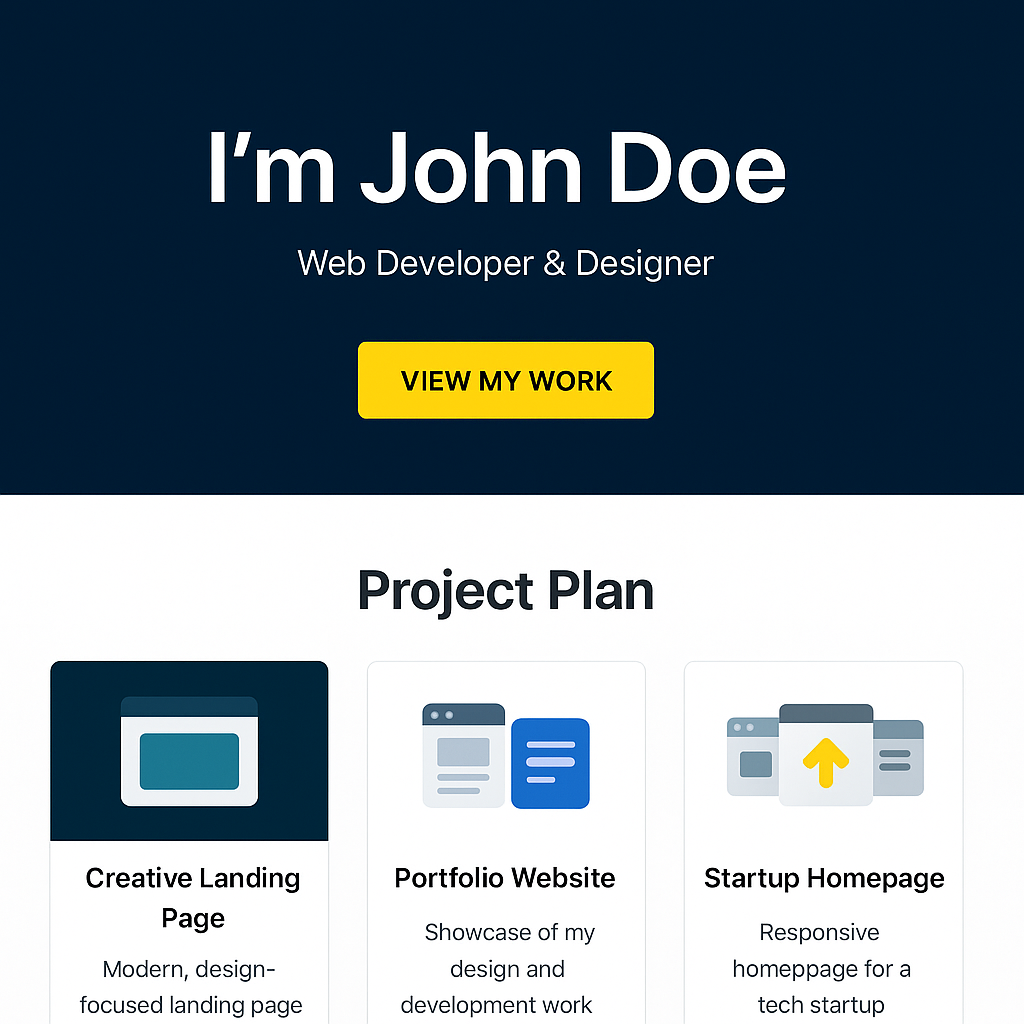 I’m John Doe
Web Developer & Designer
VIEW MY WORK
Project Plan
Creative Landing
Page
Modern, design-
focused landing page
Portfolio Website
Showcase of my
design and
development work
Startup Homepage
Responsive
homeppage for a
tech startup